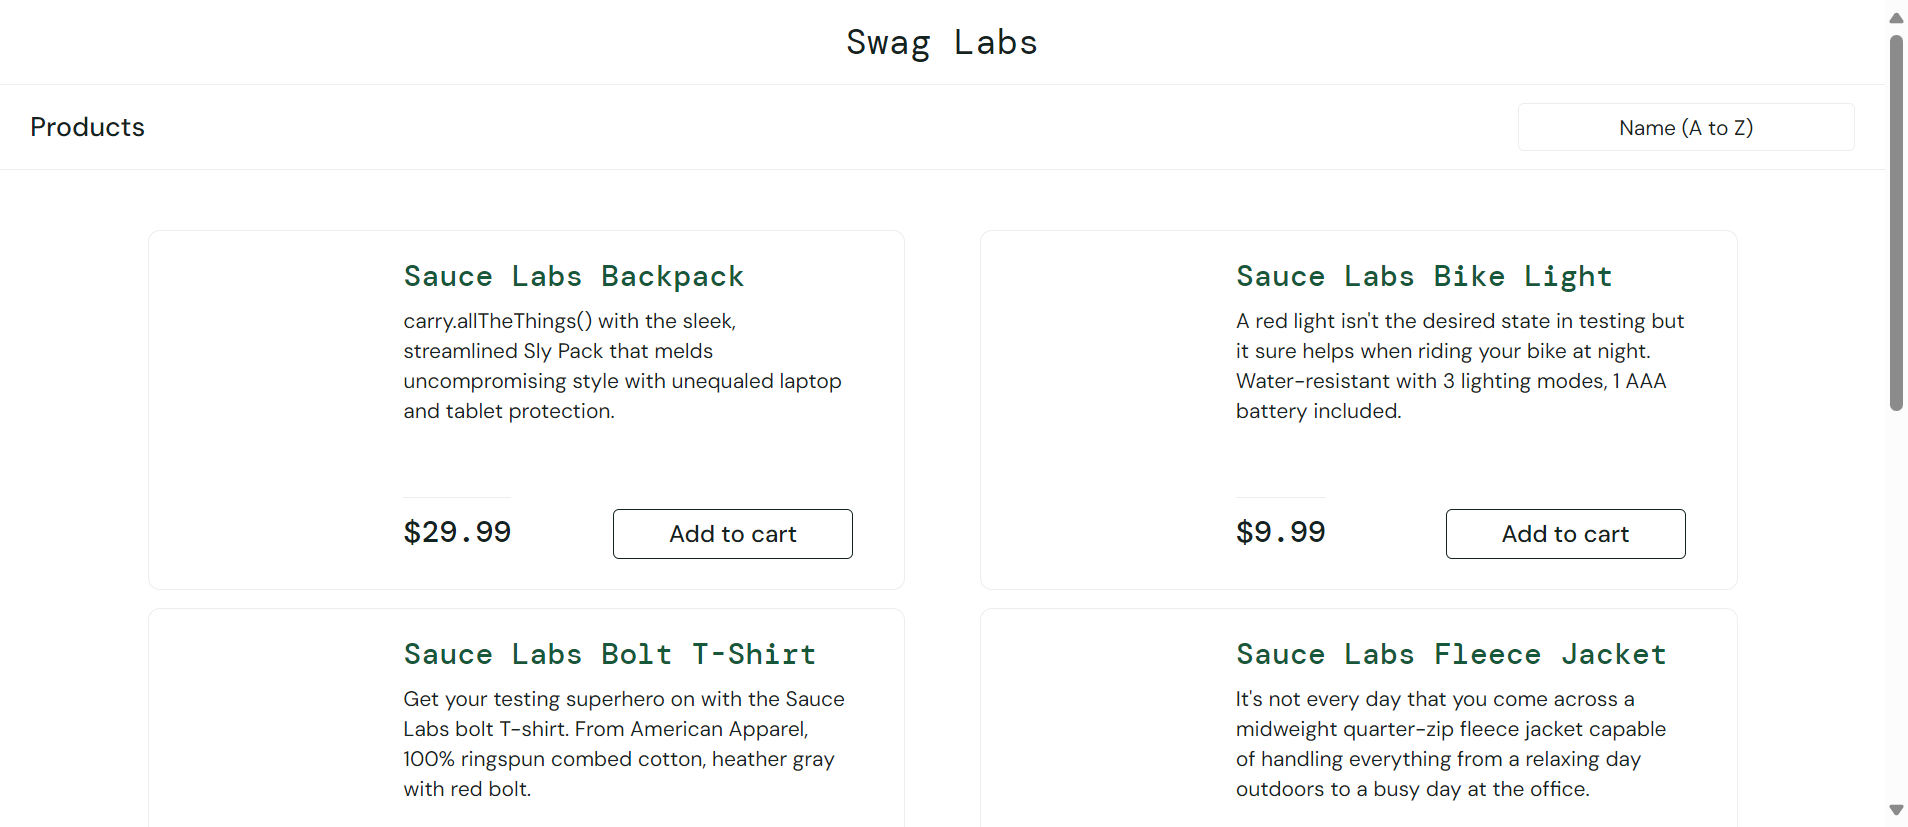 Swag Labs
Products
Name (A to Z)
Sauce Labs Backpack
carry.allTheThings() with the sleek,
streamlined Sly Pack that melds
uncompromising style with unequaled laptop
and tablet protection.
$29.99
Add to cart
Sauce Labs Bike Light
A red light isn't the desired state in testing but
it sure helps when riding your bike at night.
Water-resistant with 3 lighting modes, 1 AAA
battery included.
$9.99
Add to cart
Sauce Labs Bolt T-Shirt
Get your testing superhero on with the Sauce
Labs bolt T-shirt. From American Apparel,
100% ringspun combed cotton, heather gray
with red bolt.
Sauce Labs Fleece Jacket
It's not every day that you come across a
midweight quarter-zip fleece jacket capable
of handling everything from a relaxing day
outdoors to a busy day at the office.